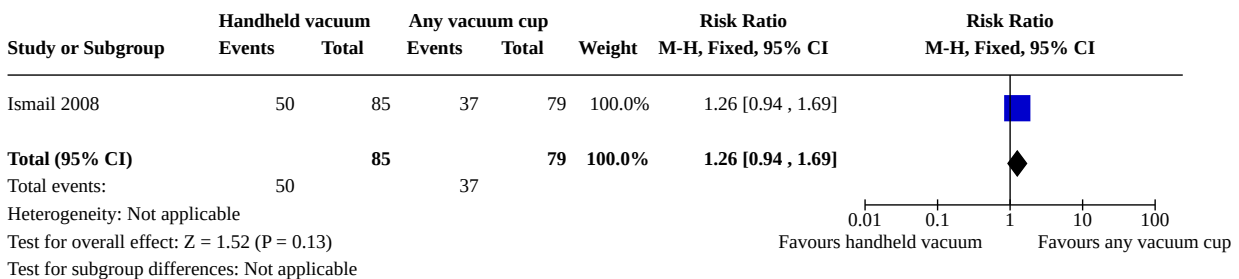 Handheld vacuum Any vacuum cup Risk Ratio Risk Ratio
Study or Subgroup Events Total Events Total Weight M-H, Fixed, 95% CI M-H, Fixed, 95% CI
Ismail 2008 50 85 37 79 100.0% 1.26 [0.94 , 1.69]
Total (95% CI) 85 79 100.0% 1.26 [0.94 , 1.69]
Total events: 50 37
Heterogeneity: Not applicable
0.01 0.1 1 10 100
Test for overall effect: Z = 1.52 (P = 0.13) Favours handheld vacuum Favours any vacuum cup
Test for subgroup differences: Not applicable